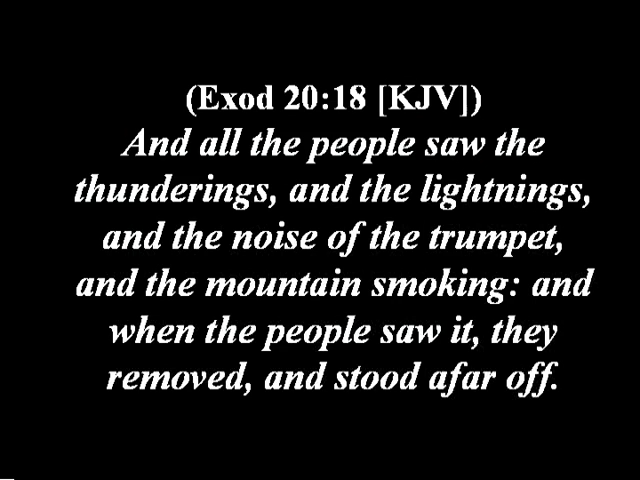 (Exod 20:18 [KJV])
And all the people saw the
thunderings, and the lightnings,
and the noise of the trumpet,
and the mountain smoking: and
when the people saw it, they
removed, and stood afar off.